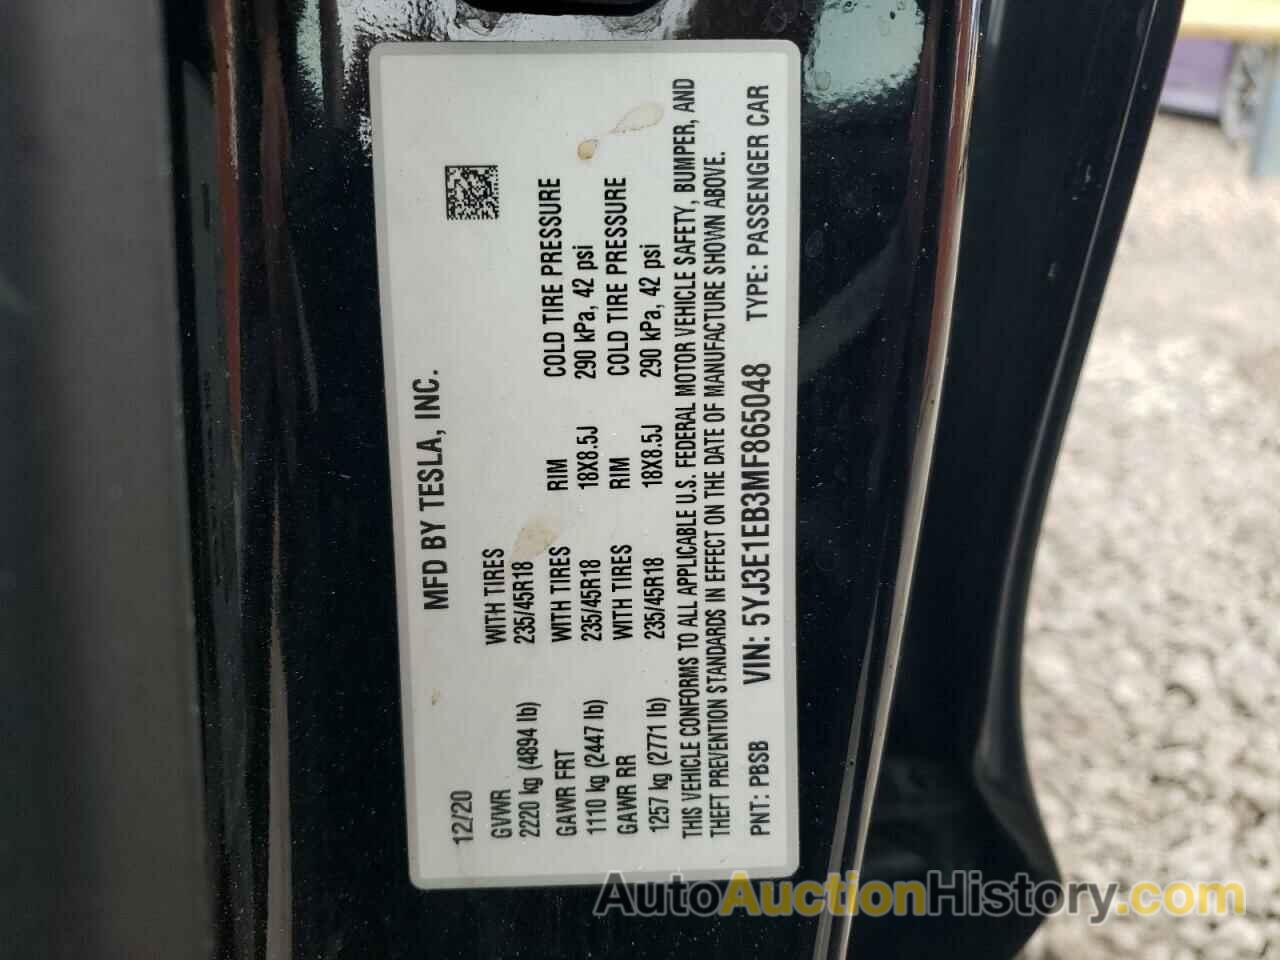 MFD BY TESLA, INC.
12/20
GVWR
2220 kg (4894 lb)
WITH TIRES
235/45R18
GAWR FRT
1110 kg (2447 lb)
WITH TIRES
235/45R18
RIM
18X8.5J
COLD TIRE PRESSURE
290 kPa, 42 psi
GAWR RR
1257 kg (2771 lb)
WITH TIRES
235/45R18
RIM
18X8.5J
COLD TIRE PRESSURE
290 kPa, 42 psi
THIS VEHICLE CONFORMS TO ALL APPLICABLE U.S. FEDERAL MOTOR VEHICLE SAFETY, BUMPER, AND
THEFT PREVENTION STANDARDS IN EFFECT ON THE DATE OF MANUFACTURE SHOWN ABOVE.
PNT: PBSB VIN: 5YJ3E1EB3MF865048 TYPE: PASSENGER CAR
AutoAuctionHistory.com